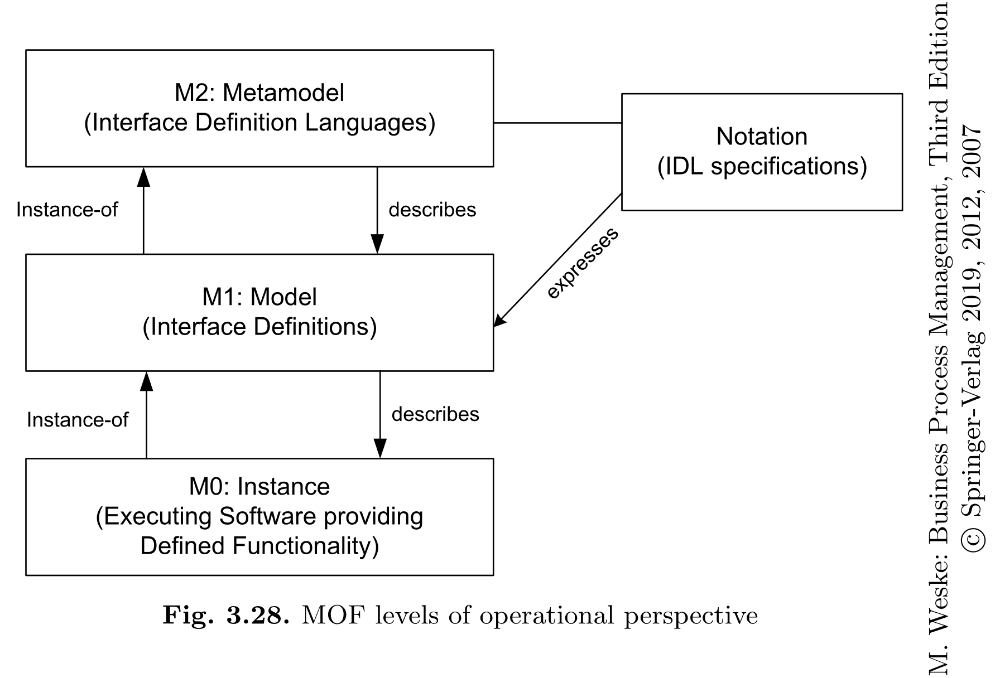 M2: Metamodel
(Interface Definition Languages)
Notation
(IDL specifications)
Instance-of
describes
expresses
M1: Model
(Interface Definitions)
Instance-of
describes
M0: Instance
(Executing Software providing
Defined Functionality)
Fig. 3.28. MOF levels of operational perspective
M. Weske: Business Process Management, Third Edition
© Springer-Verlag 2019, 2012, 2007